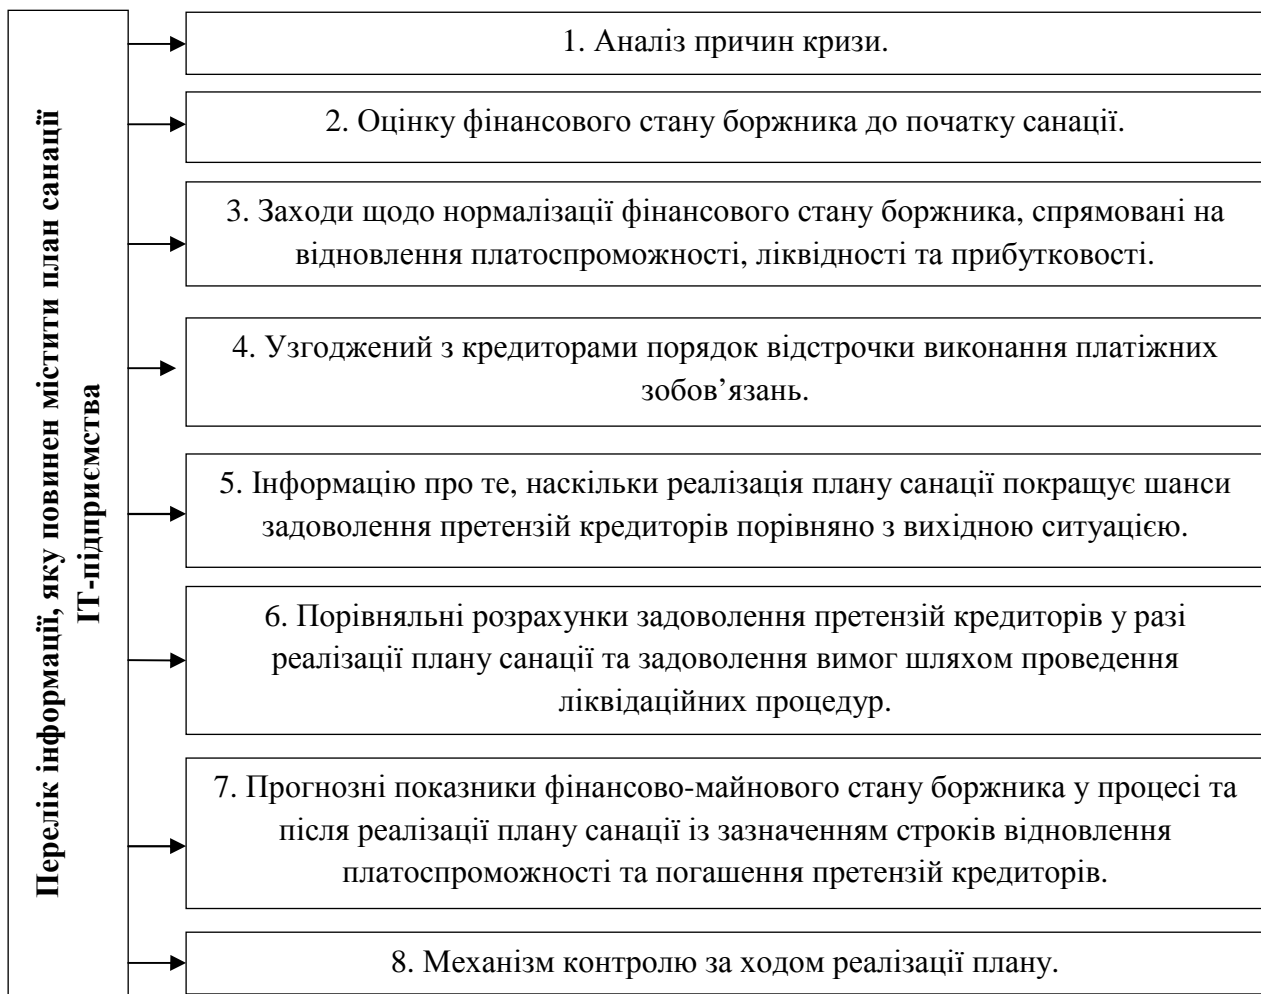 Перелік інформації, яку повинен містити план санації
ІТ-підприємства
1. Аналіз причин кризи.
2. Оцінку фінансового стану боржника до початку санації.
3. Заходи щодо нормалізації фінансового стану боржника, спрямовані на
відновлення платоспроможності, ліквідності та прибутковості.
4. Узгоджений з кредиторами порядок відстрочки виконання платіжних
зобов’язань.
5. Інформацію про те, наскільки реалізація плану санації покращує шанси
задоволення претензій кредиторів порівняно з вихідною ситуацією.
6. Порівняльні розрахунки задоволення претензій кредиторів у разі
реалізації плану санації та задоволення вимог шляхом проведення
ліквідаційних процедур.
7. Прогнозні показники фінансово-майнового стану боржника у процесі та
після реалізації плану санації із зазначенням строків відновлення
платоспроможності та погашення претензій кредиторів.
8. Механізм контролю за ходом реалізації плану.